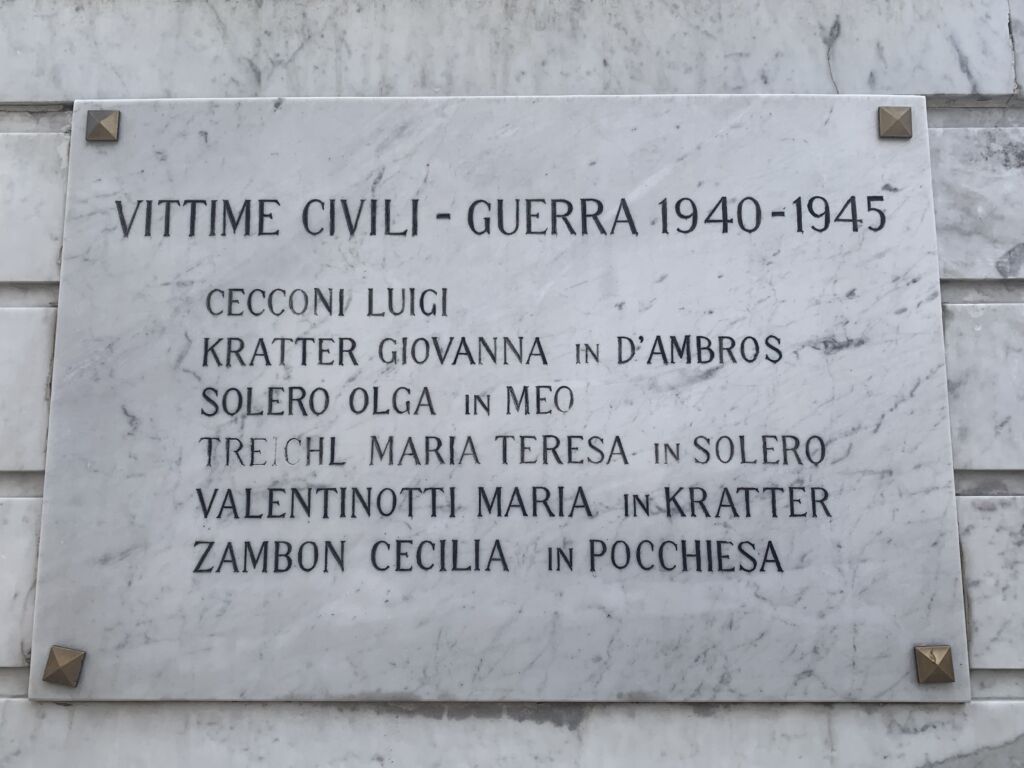 VITTIME CIVILI - GUERRA 1940-1945
CECCONI LUIGI
KRATTER GIOVANNA IN D'AMBROS
SOLERO OLGA IN MEO
TREICHL MARIA TERESA IN SOLERO
VALENTINOTTI MARIA IN KRATTER
ZAMBON CECILIA IN POCCHIESA